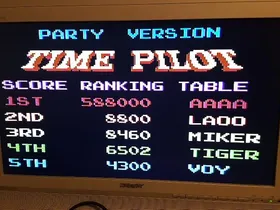 PARTY VERSION
TIME PILOT
SCORE RANKING TABLE
1ST 588000 AAAA
2ND 8800 LAOO
3RD 8460 MIKER
4TH 6502 TIGER
5TH 4300 VOY